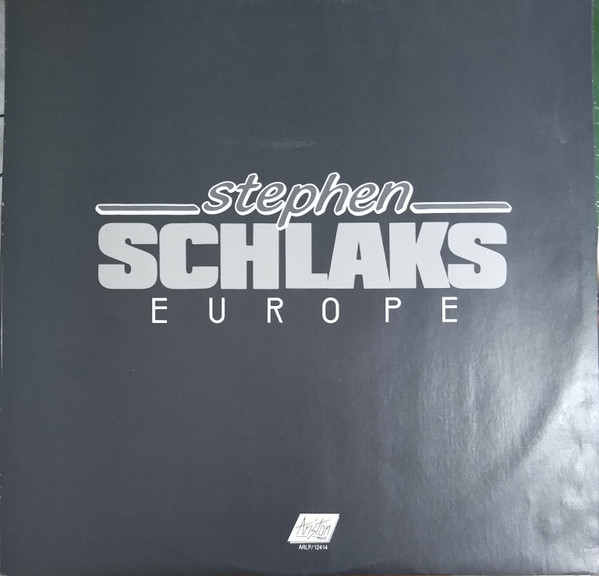 stephen
SCHLAKS
EUROPE
Ariston
ARLP/12414